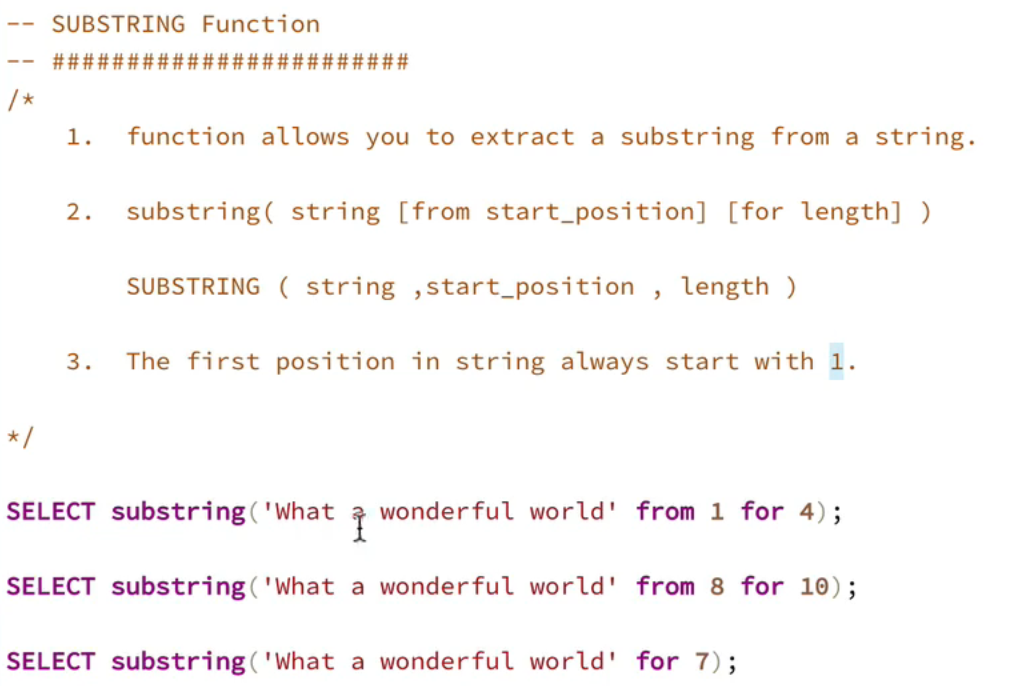 -- SUBSTRING Function
-- ########################
/*
1. function allows you to extract a substring from a string.
2. substring( string [from start_position] [for length] )
SUBSTRING ( string ,start_position , length )
3. The first position in string always start with 1.
*/
SELECT substring('What a wonderful world' from 1 for 4);
SELECT substring('What a wonderful world' from 8 for 10);
SELECT substring('What a wonderful world' for 7);